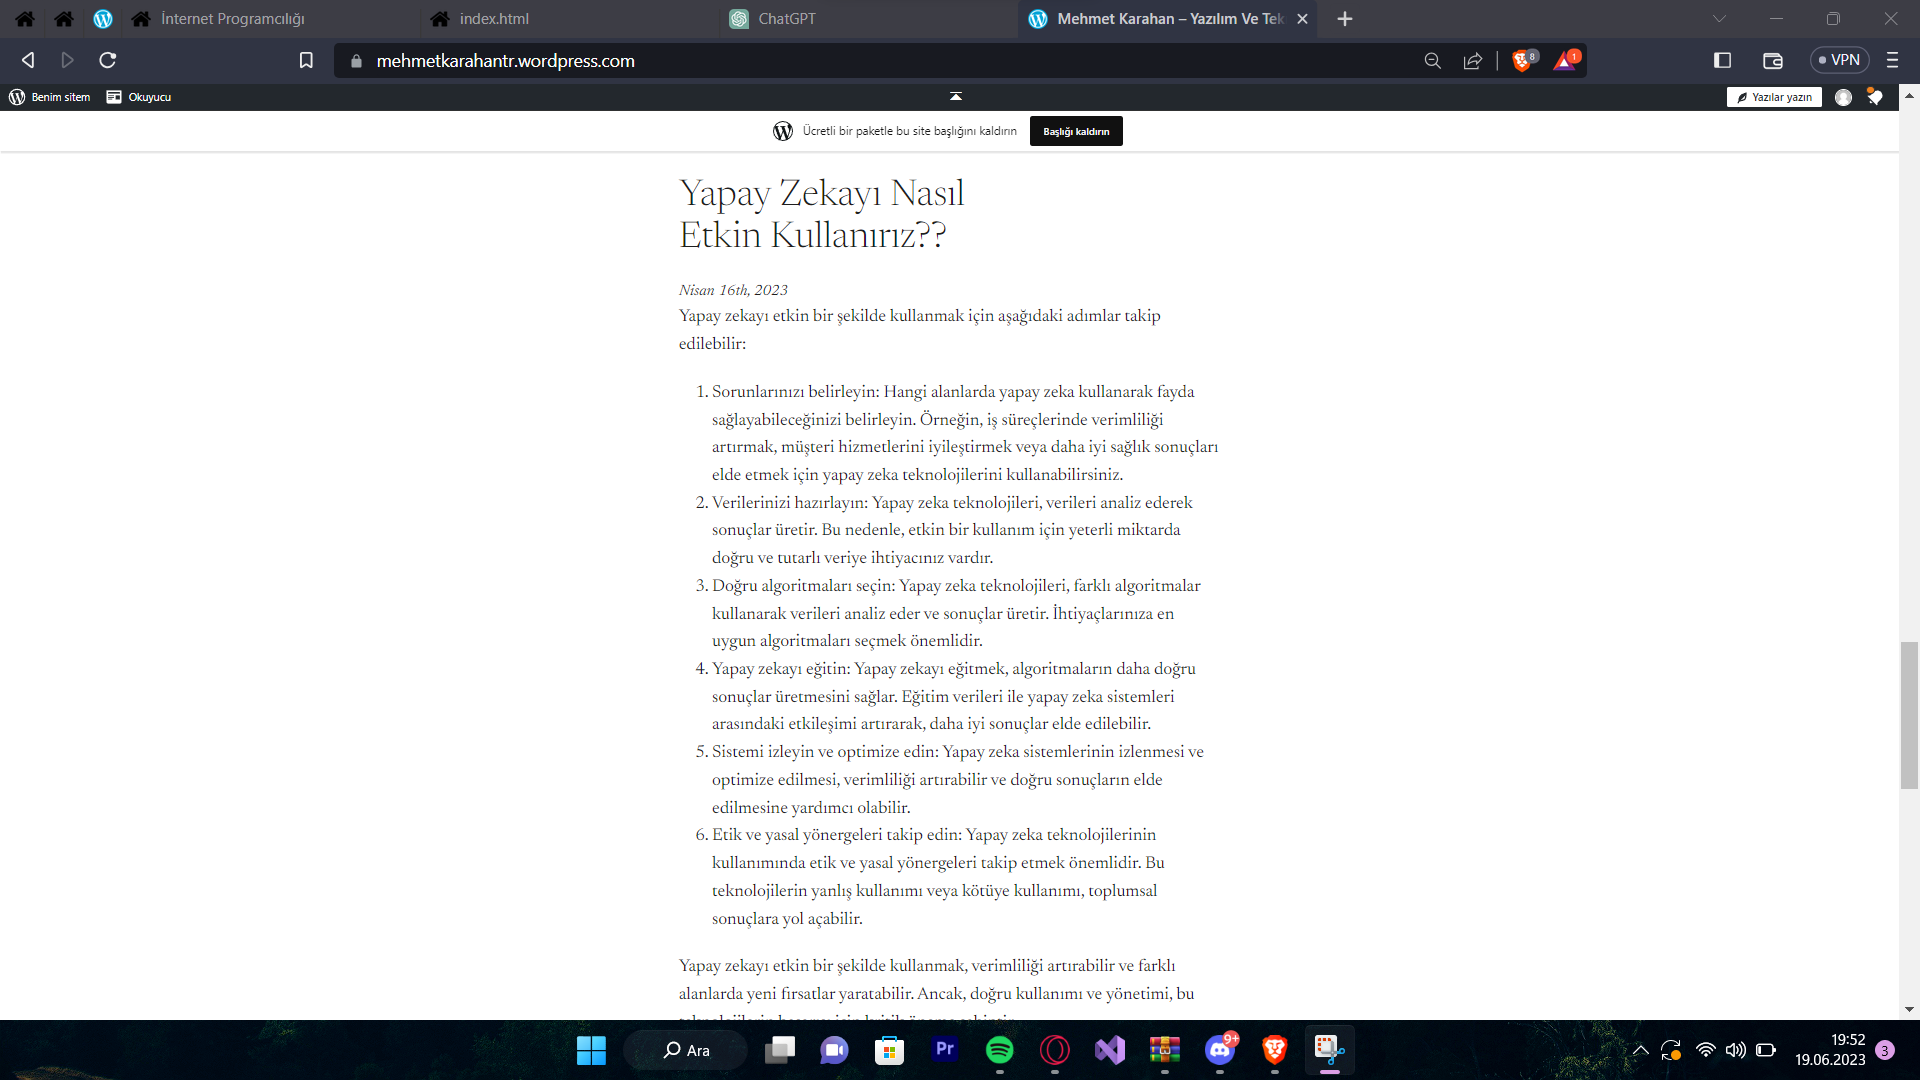 İnternet Programcılığı
index.html
ChatGPT
Mehmet Karahan – Yazılım Ve Tek
mehmetkarahantr.wordpress.com
8
1
VPN
Benim sitem
Okuyucu
Yazılar yazın
Ücretli bir paketle bu site başlığını kaldırın
Başlığı kaldırın
Yapay Zekayı Nasıl
Etkin Kullanırız??
Nisan 16th, 2023
Yapay zekayı etkin bir şekilde kullanmak için aşağıdaki adımlar takip
edilebilir:
1. Sorunlarınızı belirleyin: Hangi alanlarda yapay zeka kullanarak fayda
sağlayabileceğinizi belirleyin. Örneğin, iş süreçlerinde verimliliği
artırmak, müşteri hizmetlerini iyileştirmek veya daha iyi sağlık sonuçları
elde etmek için yapay zeka teknolojilerini kullanabilirsiniz.
2. Verilerinizi hazırlayın: Yapay zeka teknolojileri, verileri analiz ederek
sonuçlar üretir. Bu nedenle, etkin bir kullanım için yeterli miktarda
doğru ve tutarlı veriye ihtiyacınız vardır.
3. Doğru algoritmaları seçin: Yapay zeka teknolojileri, farklı algoritmalar
kullanarak verileri analiz eder ve sonuçlar üretir. İhtiyaçlarınıza en
uygun algoritmaları seçmek önemlidir.
4. Yapay zekayı eğitin: Yapay zekayı eğitmek, algoritmaların daha doğru
sonuçlar üretmesini sağlar. Eğitim verileri ile yapay zeka sistemleri
arasındaki etkileşimi artırarak, daha iyi sonuçlar elde edilebilir.
5. Sistemi izleyin ve optimize edin: Yapay zeka sistemlerinin izlenmesi ve
optimize edilmesi, verimliliği artırabilir ve doğru sonuçların elde
edilmesine yardımcı olabilir.
6. Etik ve yasal yönergeleri takip edin: Yapay zeka teknolojilerinin
kullanımında etik ve yasal yönergeleri takip etmek önemlidir. Bu
teknolojilerin yanlış kullanımı veya kötüye kullanımı, toplumsal
sonuçlara yol açabilir.
Yapay zekayı etkin bir şekilde kullanmak, verimliliği artırabilir ve farklı
alanlarda yeni fırsatlar yaratabilir. Ancak, doğru kullanımı ve yönetimi, bu
Ara
Pr
9+
19:52
19.06.2023
3